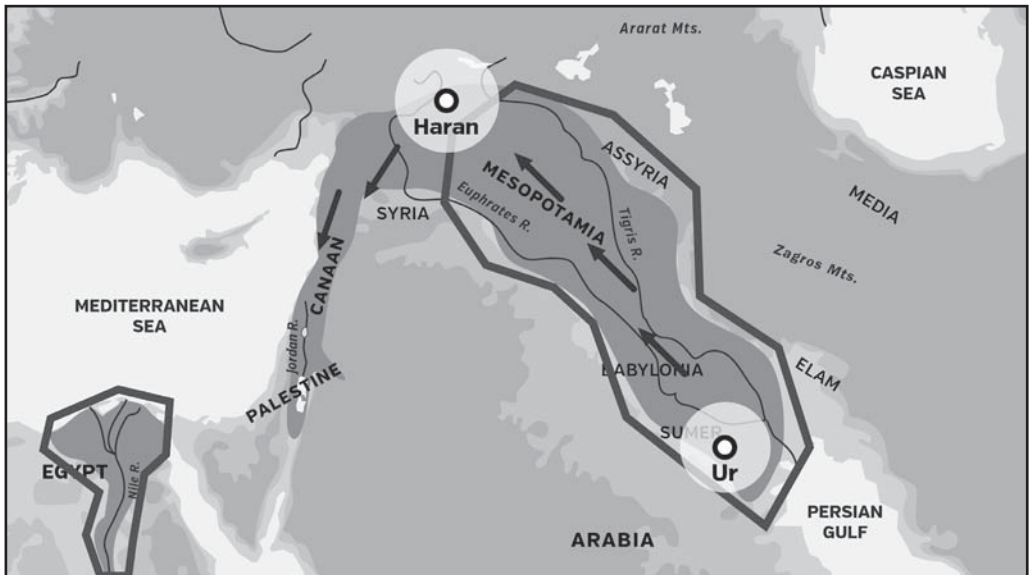 Ararat Mts.
CASPIAN
SEA
Haran
ASSYRIA
MESOPOTAMIA
MEDIA
SYRIA
Euphrates R.
Tigris R.
Zagros Mts.
CANAAN
MEDITERRANEAN
SEA
Jordan R.
PALESTINE
BABYLONIA
ELAM
SUMER
Ur
EGYPT
Nile R.
PERSIAN
GULF
ARABIA